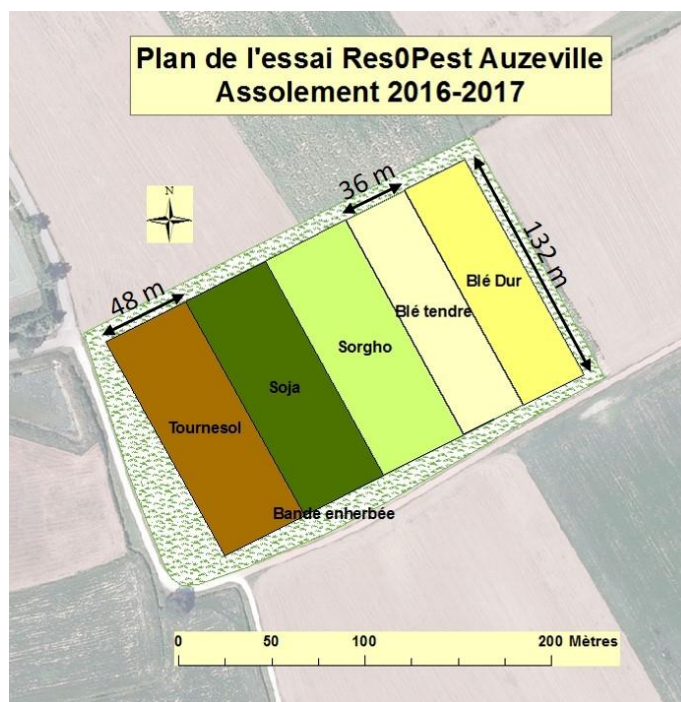 Plan de l'essai Res0Pest Auzeville
Assolement 2016-2017
N
36 m
132 m
48 m
Blé Dur
Blé tendre
Sorgho
Soja
Tournesol
Bande enherbée
0 50 100 200 Mètres